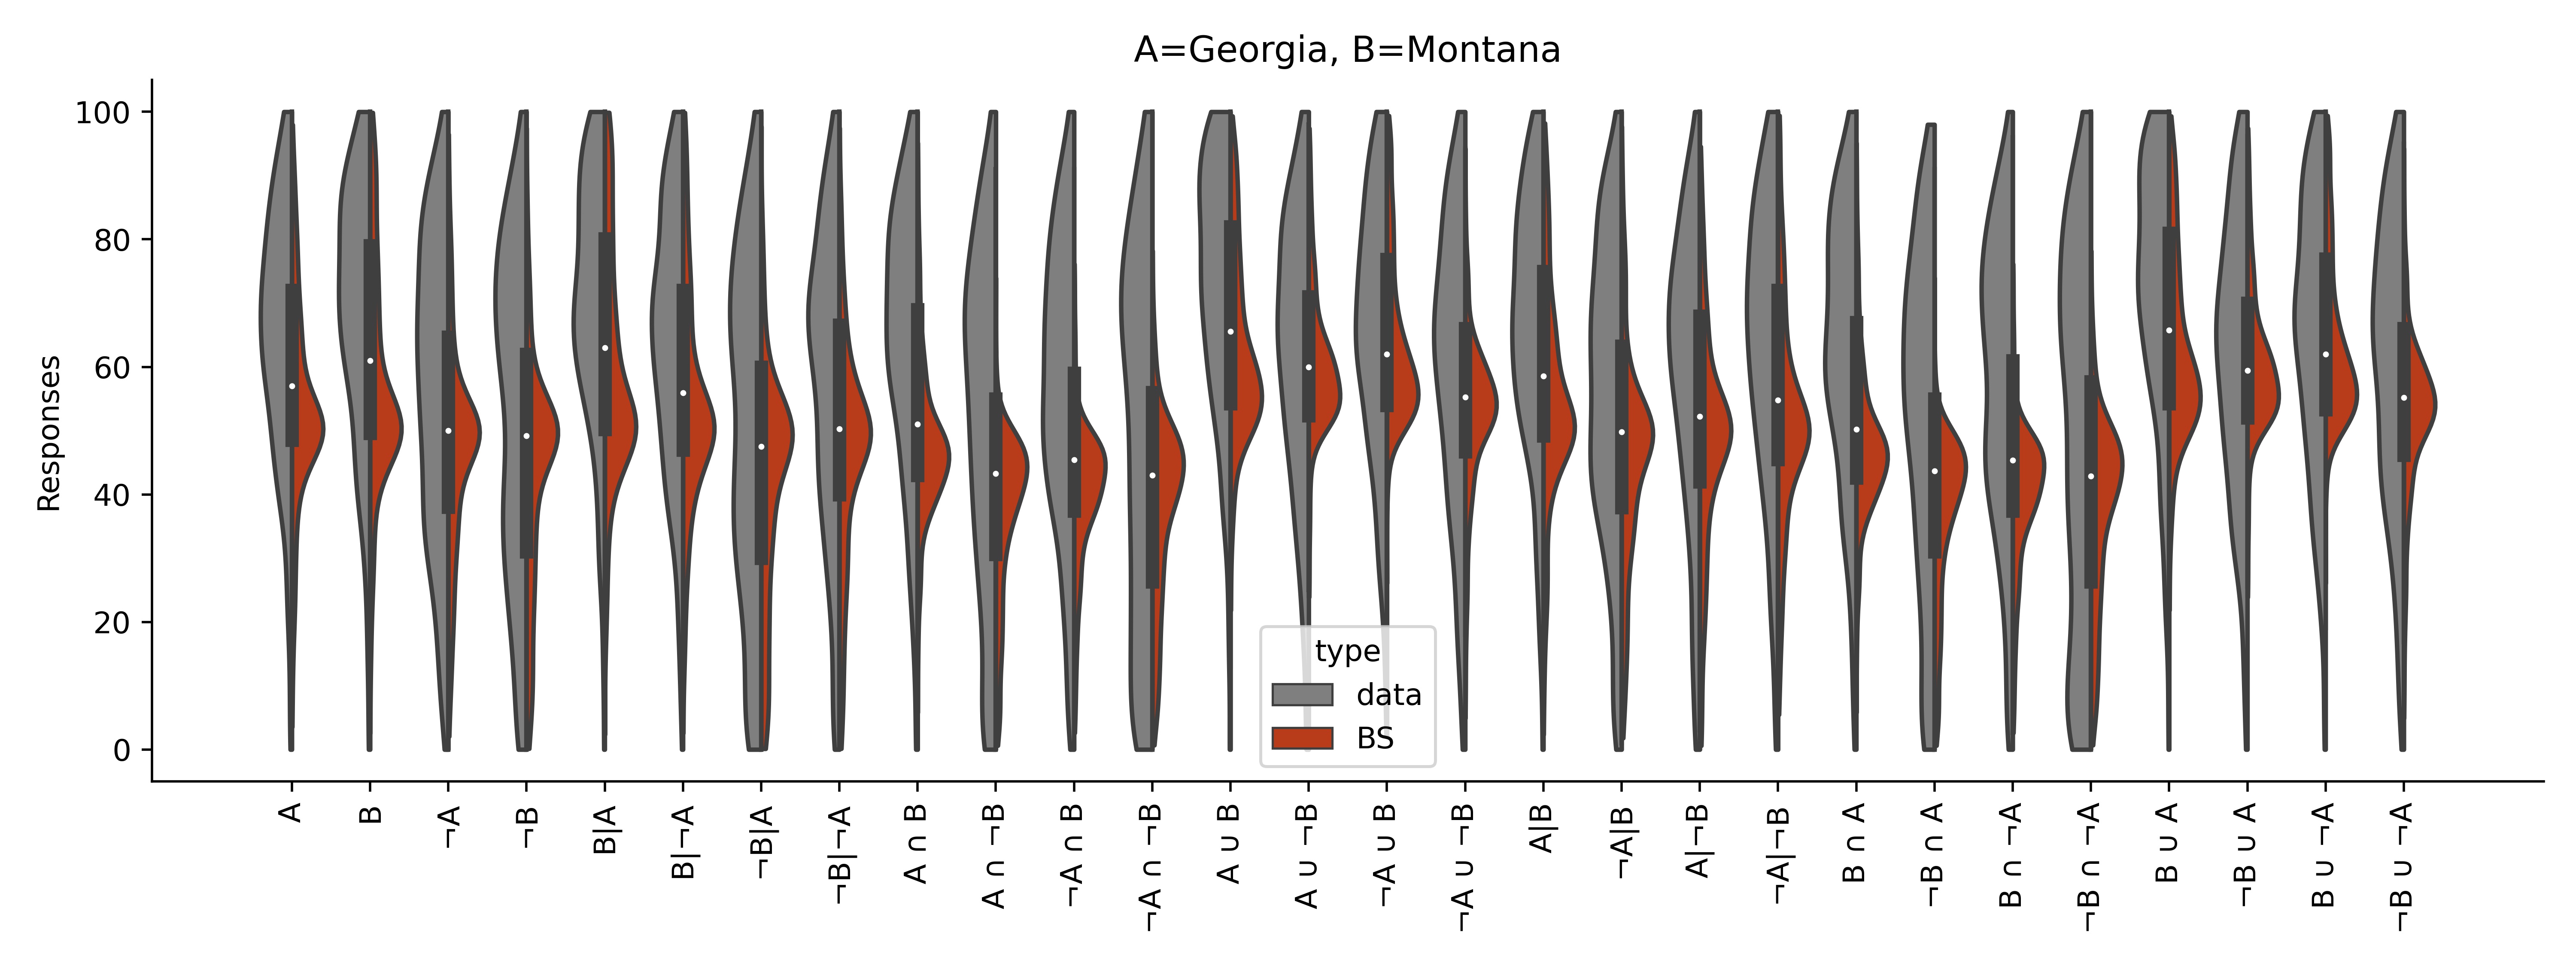 A=Georgia, B=Montana
Responses
100
80
60
40
20
0
type
data
BS
A
B
¬A
¬B
B|A
B|¬A
¬B|A
¬B|¬A
A ∩ B
A ∩ ¬B
¬A ∩ B
¬A ∩ ¬B
A ∪ B
A ∪ ¬B
¬A ∪ B
¬A ∪ ¬B
A|B
¬A|B
A|¬B
¬A|¬B
B ∩ A
¬B ∩ A
B ∩ ¬A
¬B ∩ ¬A
B ∪ A
¬B ∪ A
B ∪ ¬A
¬B ∪ ¬A